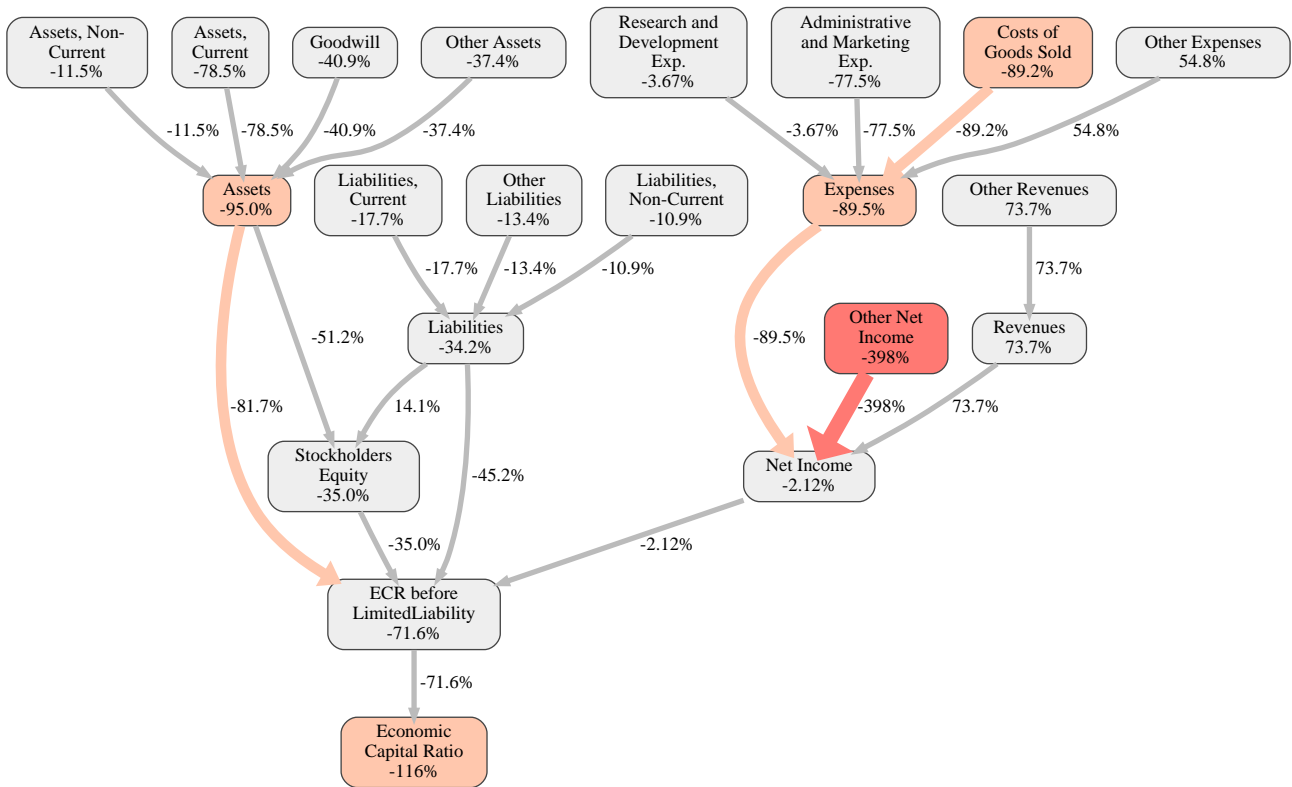 Assets, Non-
Current
-11.5%
Assets,
Current
-78.5%
Goodwill
-40.9%
Other Assets
-37.4%
Research and
Development
Exp.
-3.67%
Administrative
and Marketing
Exp.
-77.5%
Costs of
Goods Sold
-89.2%
Other Expenses
54.8%
-11.5%
-78.5%
-40.9%
-37.4%
-3.67%
-77.5%
-89.2%
54.8%
Assets
-95.0%
Liabilities,
Current
-17.7%
Other
Liabilities
-13.4%
Liabilities,
Non-Current
-10.9%
Expenses
-89.5%
Other Revenues
73.7%
-17.7%
-13.4%
-10.9%
73.7%
-51.2%
Liabilities
-34.2%
-89.5%
Other Net
Income
-398%
Revenues
73.7%
-81.7%
14.1%
-398%
73.7%
Stockholders
Equity
-35.0%
-45.2%
Net Income
-2.12%
-35.0%
-2.12%
ECR before
LimitedLiability
-71.6%
-71.6%
Economic
Capital Ratio
-116%